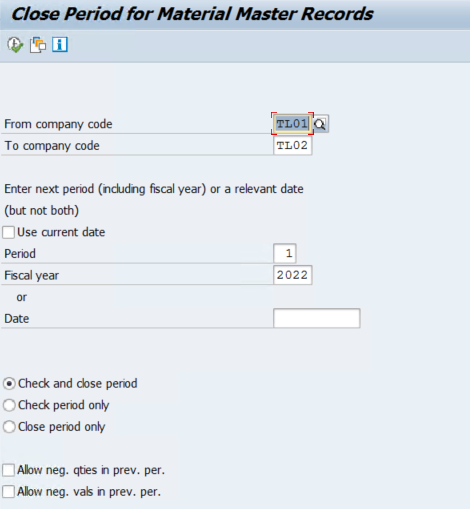 Close Period for Material Master Records
From company code TL01
To company code TL02
Enter next period (including fiscal year) or a relevant date
(but not both)
Use current date
Period 1
Fiscal year 2022
or
Date
Check and close period
Check period only
Close period only
Allow neg. qties in prev. per.
Allow neg. vals in prev. per.